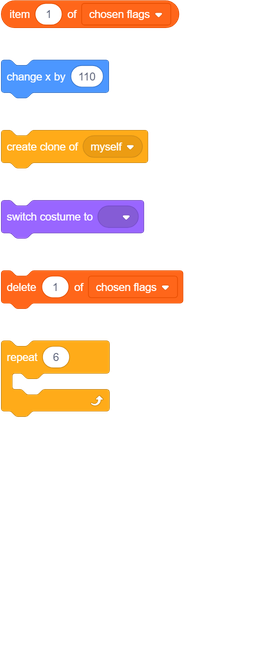 item 1 of chosen flags
change x by 110
create clone of myself
switch costume to
delete 1 of chosen flags
repeat 6